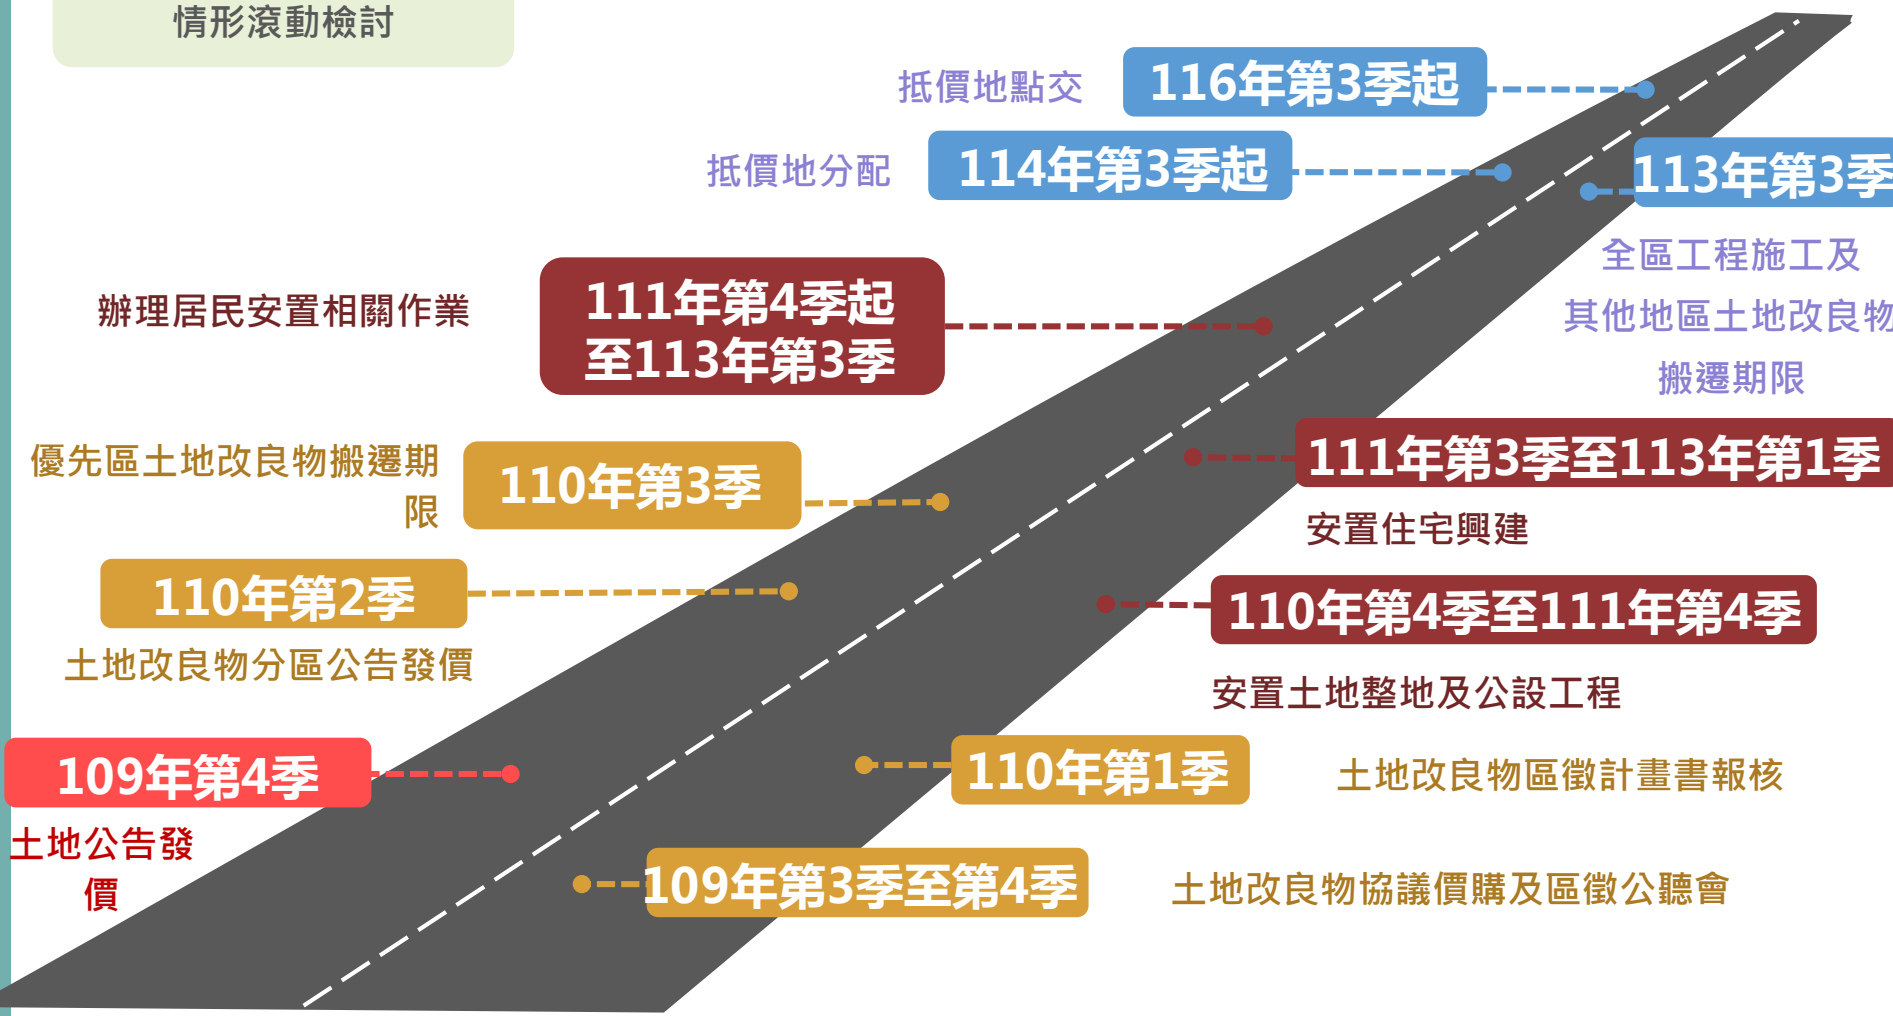 情形滾動檢討
抵價地點交
116年第3季起
抵價地分配
114年第3季起
113年第3季
全區工程施工及
其他地區土地改良物
搬遷期限
辦理居民安置相關作業
111年第4季起
至113年第3季
111年第3季至113年第1季
安置住宅興建
優先區土地改良物搬遷期
限
110年第3季
110年第2季
土地改良物分區公告發價
110年第4季至111年第4季
安置土地整地及公設工程
109年第4季
土地公告發
價
110年第1季
土地改良物區徵計畫書報核
109年第3季至第4季
土地改良物協議價購及區徵公聽會